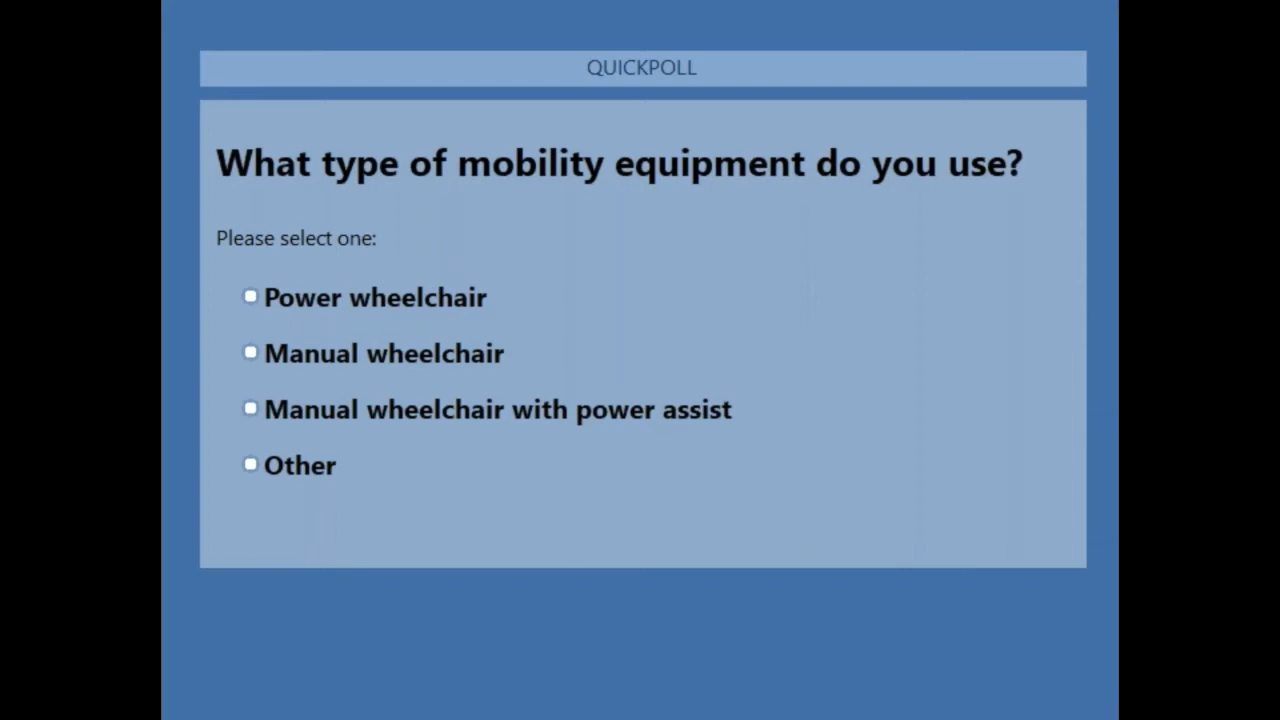 QUICKPOLL
What type of mobility equipment do you use?
Please select one:
Power wheelchair
Manual wheelchair
Manual wheelchair with power assist
Other